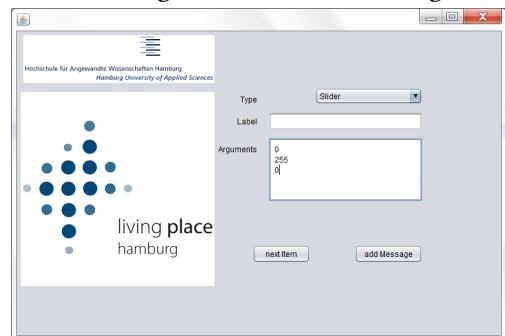 Hochschule für Angewandte Wissenschaften Hamburg
Hamburg University of Applied Sciences
Type
Slider
Label
Arguments
0
255
0
living place
hamburg
next Item
add Message